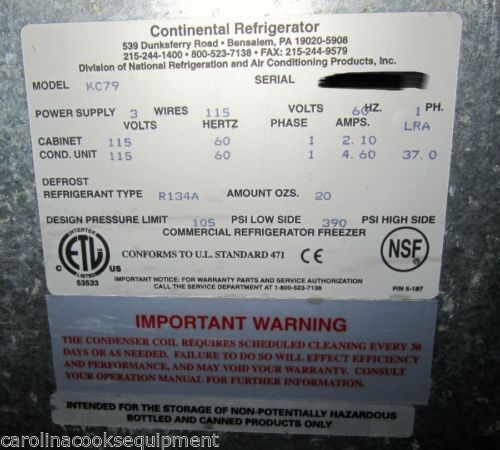 Continental Refrigerator
539 Dunksferry Road • Bensalem, PA 19020-5908
215-244-1400 • 800-523-7138 • FAX: 215-244-9579
Division of National Refrigeration and Air Conditioning Products, Inc.
MODEL KC79 SERIAL
POWER SUPPLY 3 WIRES 115 VOLTS 60 HZ. 1 PH.
VOLTS HERTZ PHASE AMPS. LRA
CABINET 115 60 1 2.10
COND. UNIT 115 60 1 4.60 37.0
DEFROST
REFRIGERANT TYPE R134A AMOUNT OZS. 20
DESIGN PRESSURE LIMIT 105 PSI LOW SIDE 390 PSI HIGH SIDE
COMMERCIAL REFRIGERATOR FREEZER
INTERTEK
ETL
C US
LISTED
53533
CONFORMS TO U.L. STANDARD 471 CE
NSF
IMPORTANT NOTICE: FOR WARRANTY PARTS AND SERVICE AUTHORIZATION
CALL THE SERVICE DEPARTMENT AT 1-800-523-7138
P/N 5-187
IMPORTANT WARNING
THE CONDENSER COIL REQUIRES SCHEDULED CLEANING EVERY 30
DAYS OR AS NEEDED. FAILURE TO DO SO WILL EFFECT EFFICIENCY
AND PERFORMANCE, AND MAY VOID YOUR WARRANTY. CONSULT
YOUR OPERATION MANUAL FOR FURTHER INFORMATION.
INTENDED FOR THE STORAGE OF NON-POTENTIALLY HAZARDOUS
BOTTLED AND CANNED PRODUCTS ONLY
carolinacooksequipment